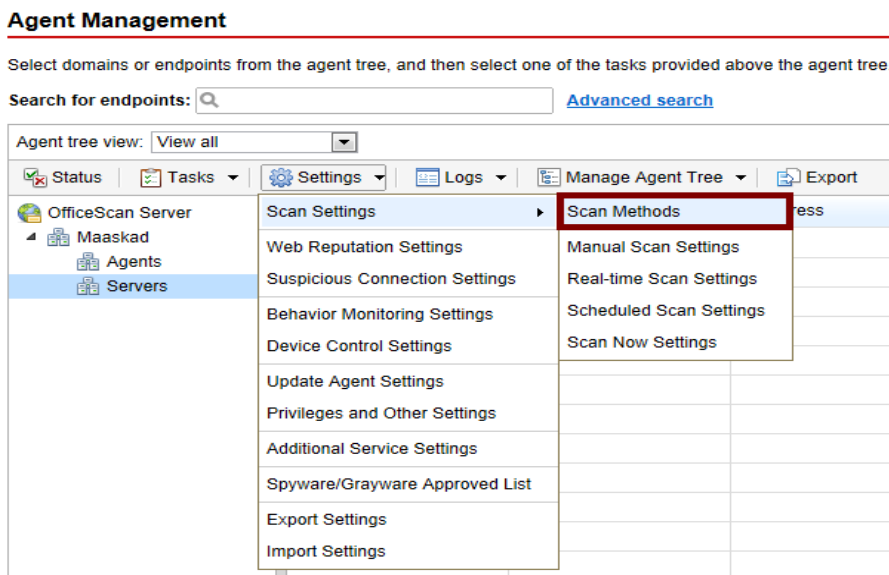 Agent Management
Select domains or endpoints from the agent tree, and then select one of the tasks provided above the agent tree
Search for endpoints:
Advanced search
Agent tree view: View all
Status Tasks Settings Logs Manage Agent Tree Export
OfficeScan Server
Maaskad
Agents
Servers
Scan Settings
Web Reputation Settings
Suspicious Connection Settings
Behavior Monitoring Settings
Device Control Settings
Update Agent Settings
Privileges and Other Settings
Additional Service Settings
Spyware/Grayware Approved List
Export Settings
Import Settings
Scan Methods
Manual Scan Settings
Real-time Scan Settings
Scheduled Scan Settings
Scan Now Settings
ress